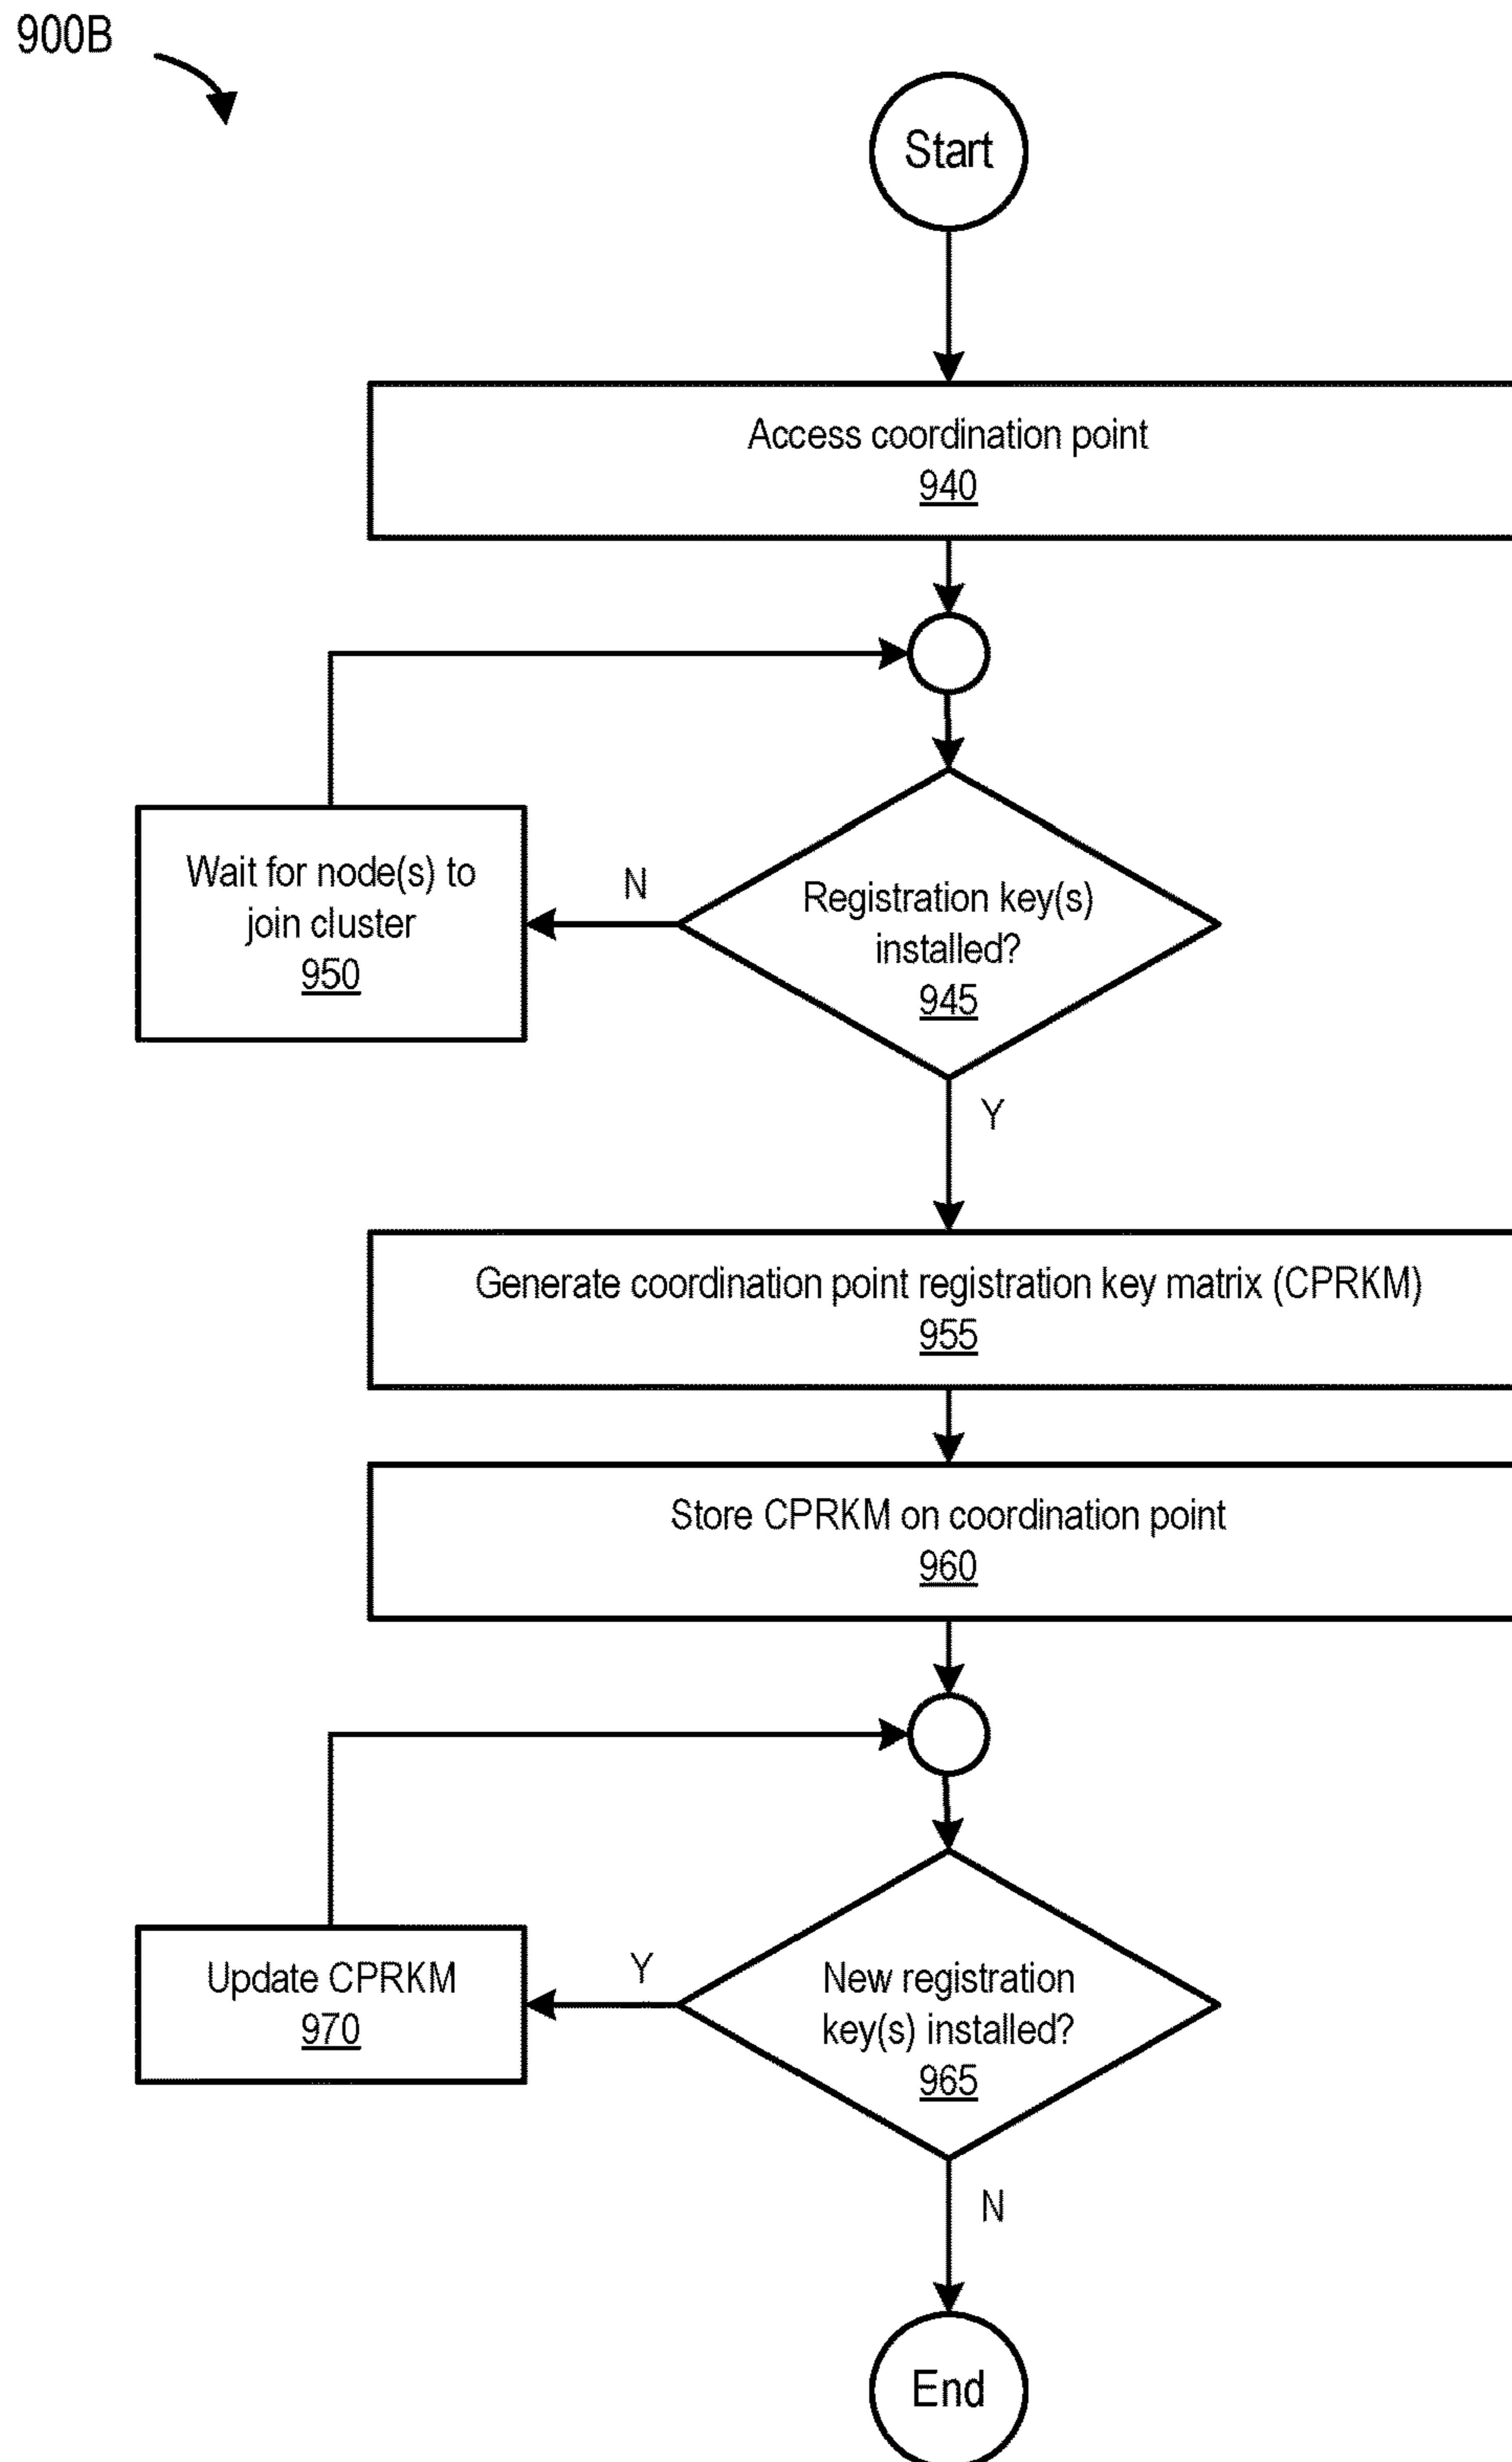 900B
Start
Access coordination point
940
Wait for node(s) to
join cluster
950
N
Registration key(s)
installed?
945
Y
Generate coordination point registration key matrix (CPRKM)
955
Store CPRKM on coordination point
960
Update CPRKM
970
Y
New registration
key(s) installed?
965
N
End